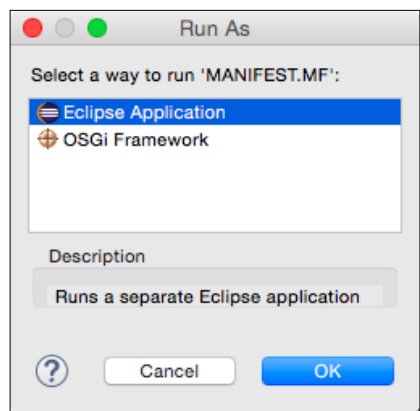 Run As
Select a way to run 'MANIFEST.MF':
Eclipse Application
OSGi Framework
Description
Runs a separate Eclipse application
?
Cancel
OK